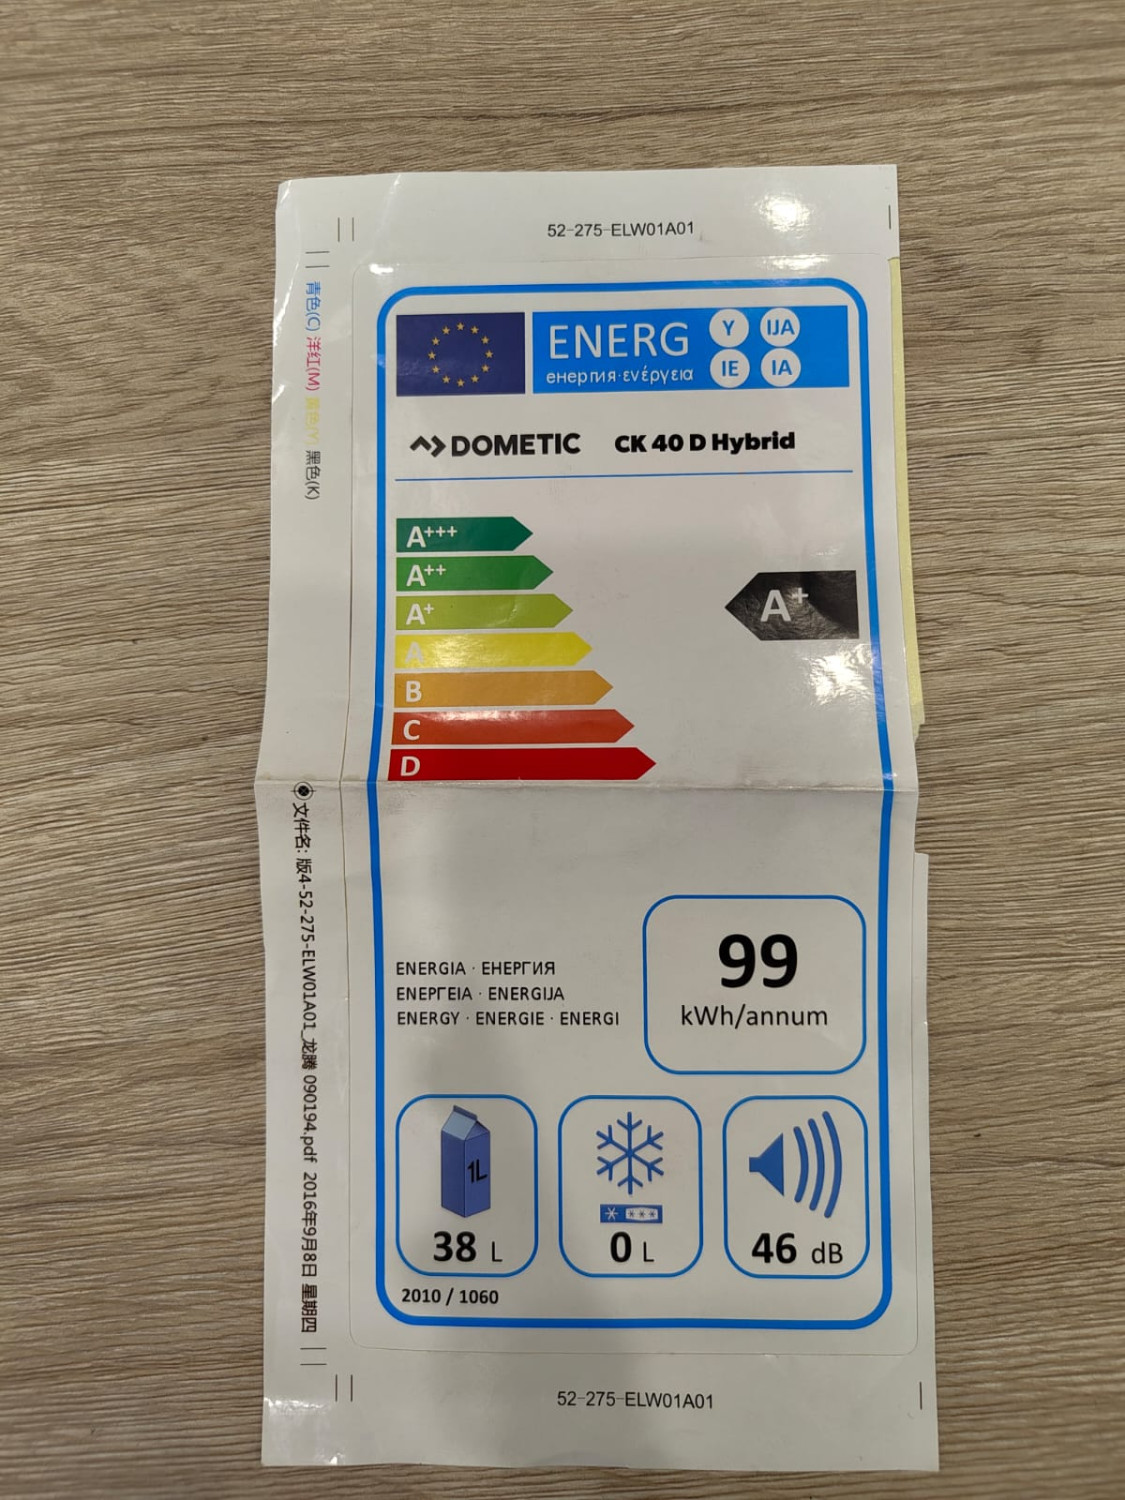 52-275-ELW01A01
青色(C) 洋红(M) 黄色(Y) 黑色(K)
ENERG
енергия·ενέργεια
Y
IJA
IE
IA
DOMETIC CK 40 D Hybrid
A+++
A++
A+
A+
A
B
C
D
文件名: 版4-52-275-ELW01A01_龙腾 090194.pdf 2016年9月8日 星期四
ENERGIA · ЕНЕРГИЯ
ΕΝΕΡΓΕΙΑ · ENERGIJA
ENERGY · ENERGIE · ENERGI
99
kWh/annum
1L
38 L
0 L
46 dB
2010 / 1060
52-275-ELW01A01